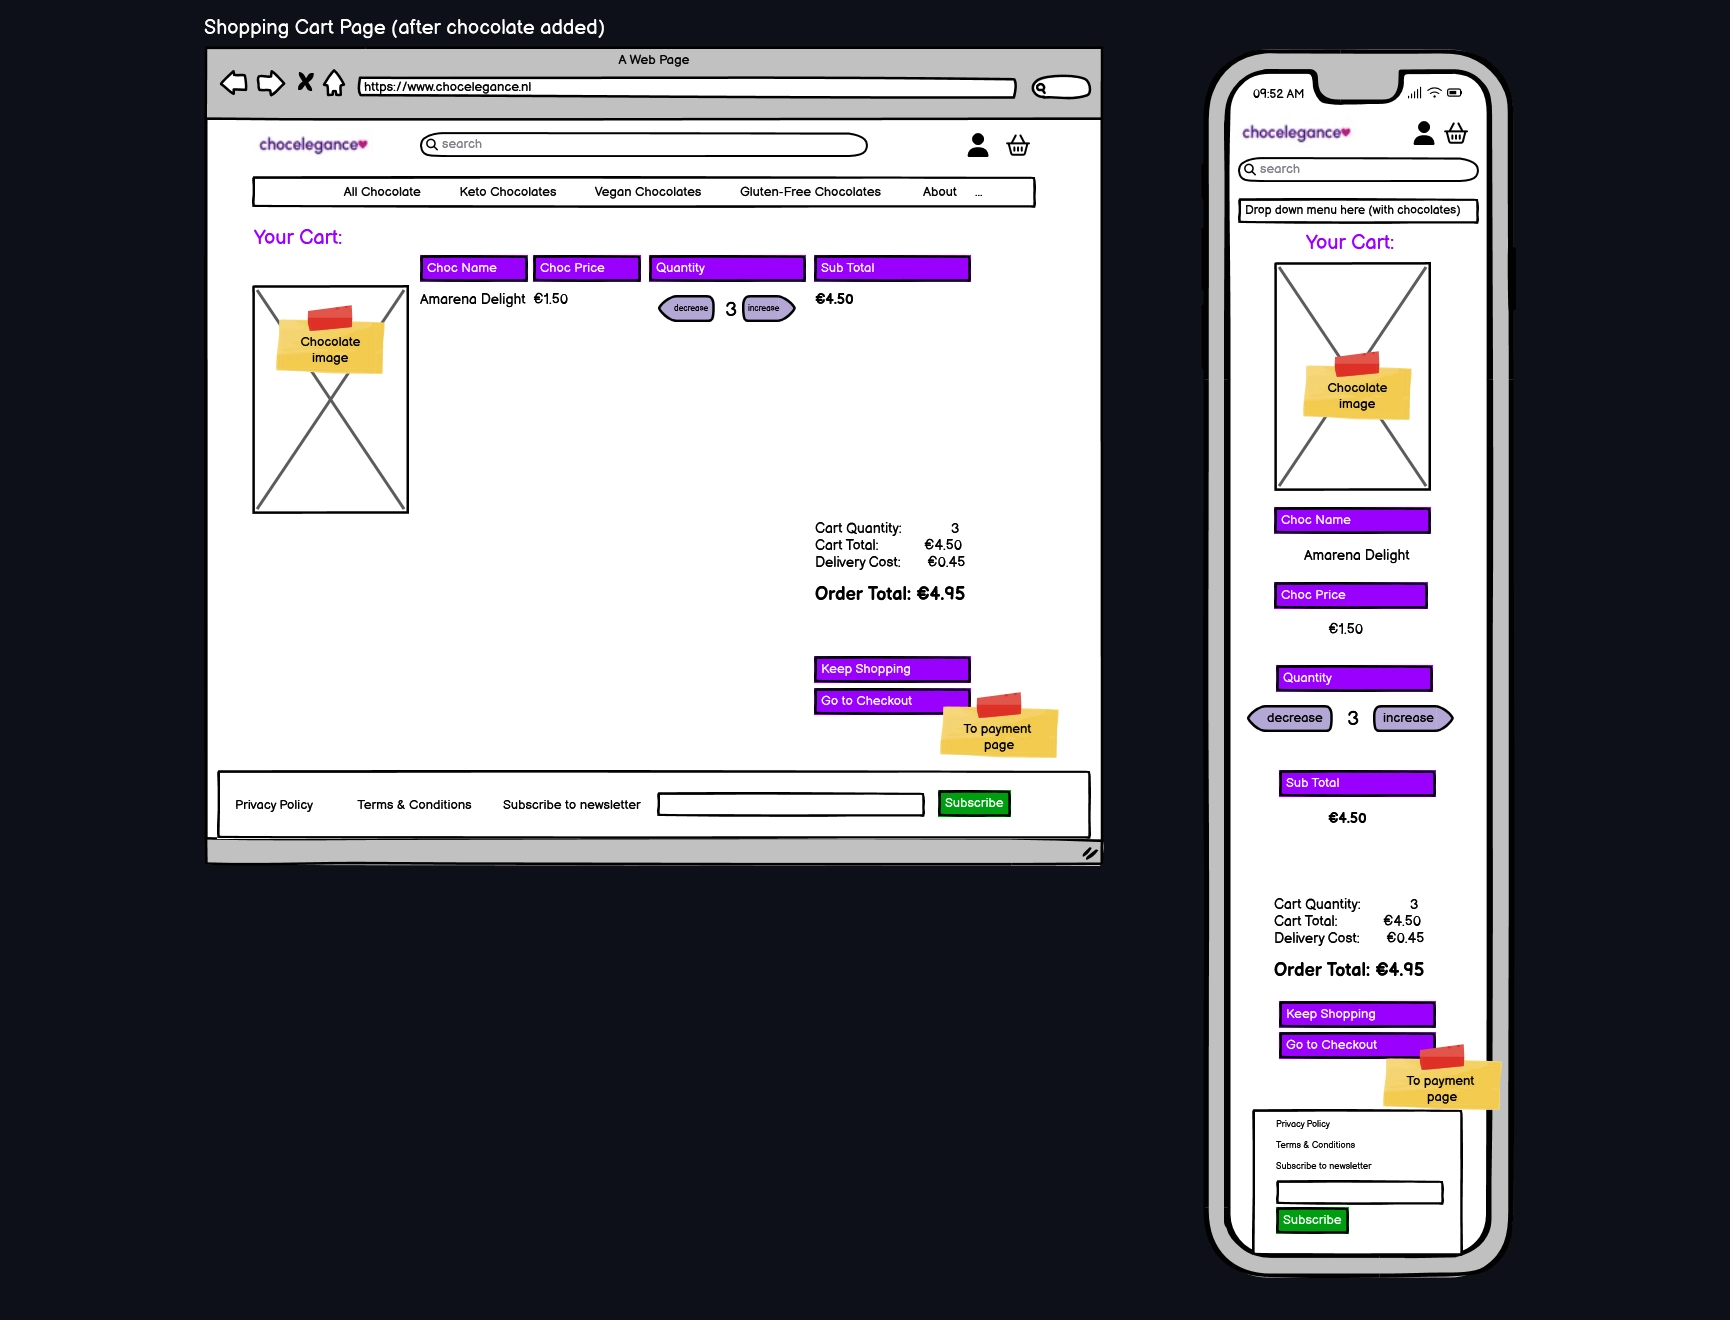 Shopping Cart Page (after chocolate added)
A Web Page
https://www.chocelegance.nl
chocelegance
search
All Chocolate Keto Chocolates Vegan Chocolates Gluten-Free Chocolates About ...
Your Cart:
Choc Name Choc Price Quantity Sub Total
Amarena Delight €1.50 decrease 3 increase €4.50
Chocolate
image
Cart Quantity: 3
Cart Total: €4.50
Delivery Cost: €0.45
Order Total: €4.95
Keep Shopping
Go to Checkout
To payment
page
Privacy Policy Terms & Conditions Subscribe to newsletter Subscribe
09:52 AM
chocelegance
search
Drop down menu here (with chocolates)
Your Cart:
Chocolate
image
Choc Name
Amarena Delight
Choc Price
€1.50
Quantity
decrease 3 increase
Sub Total
€4.50
Cart Quantity: 3
Cart Total: €4.50
Delivery Cost: €0.45
Order Total: €4.95
Keep Shopping
Go to Checkout
To payment
page
Privacy Policy
Terms & Conditions
Subscribe to newsletter
Subscribe